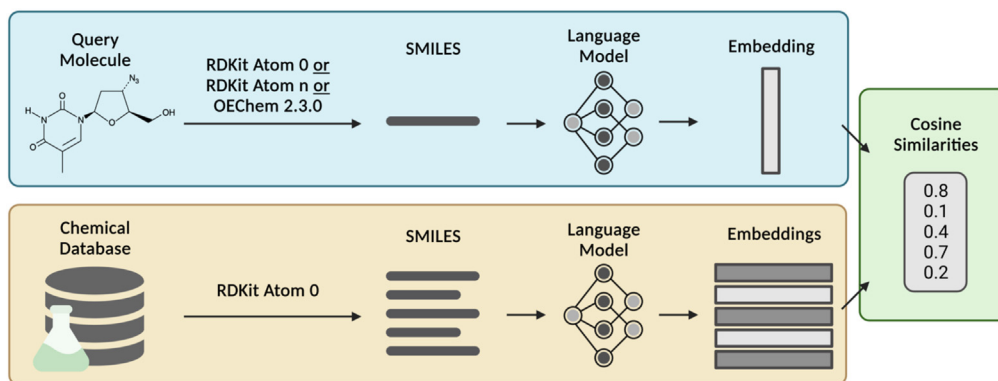 Query
Molecule
N₃
H
N
O
N
O
OH
O
RDKit Atom 0 or
RDKit Atom n or
OEChem 2.3.0
SMILES
Language
Model
Embedding
Chemical
Database
RDKit Atom 0
SMILES
Language
Model
Embeddings
Cosine
Similarities
0.8
0.1
0.4
0.7
0.2